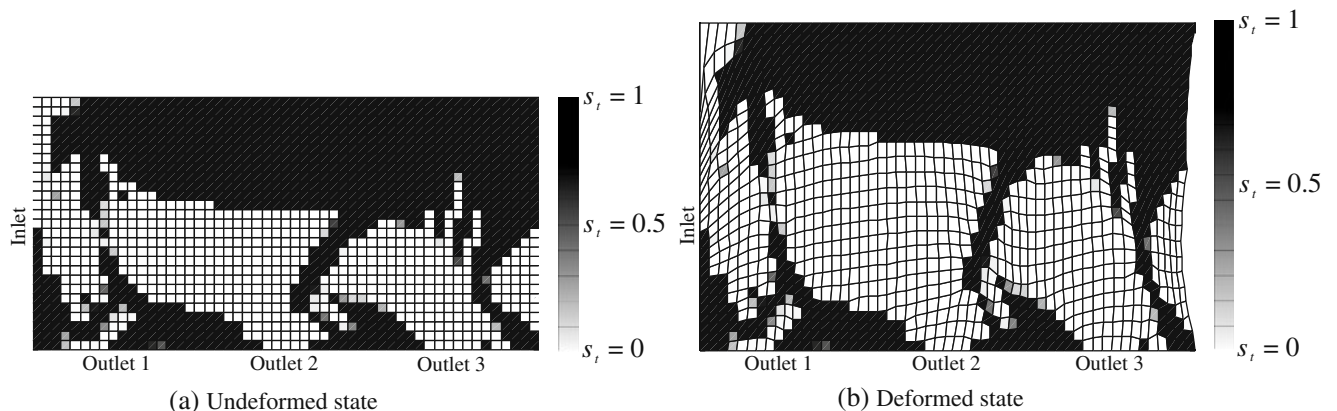 Inlet
s_t = 1
s_t = 0.5
s_t = 0
Outlet 1 Outlet 2 Outlet 3
(a) Undeformed state
Inlet
s_t = 1
s_t = 0.5
s_t = 0
Outlet 1 Outlet 2 Outlet 3
(b) Deformed state